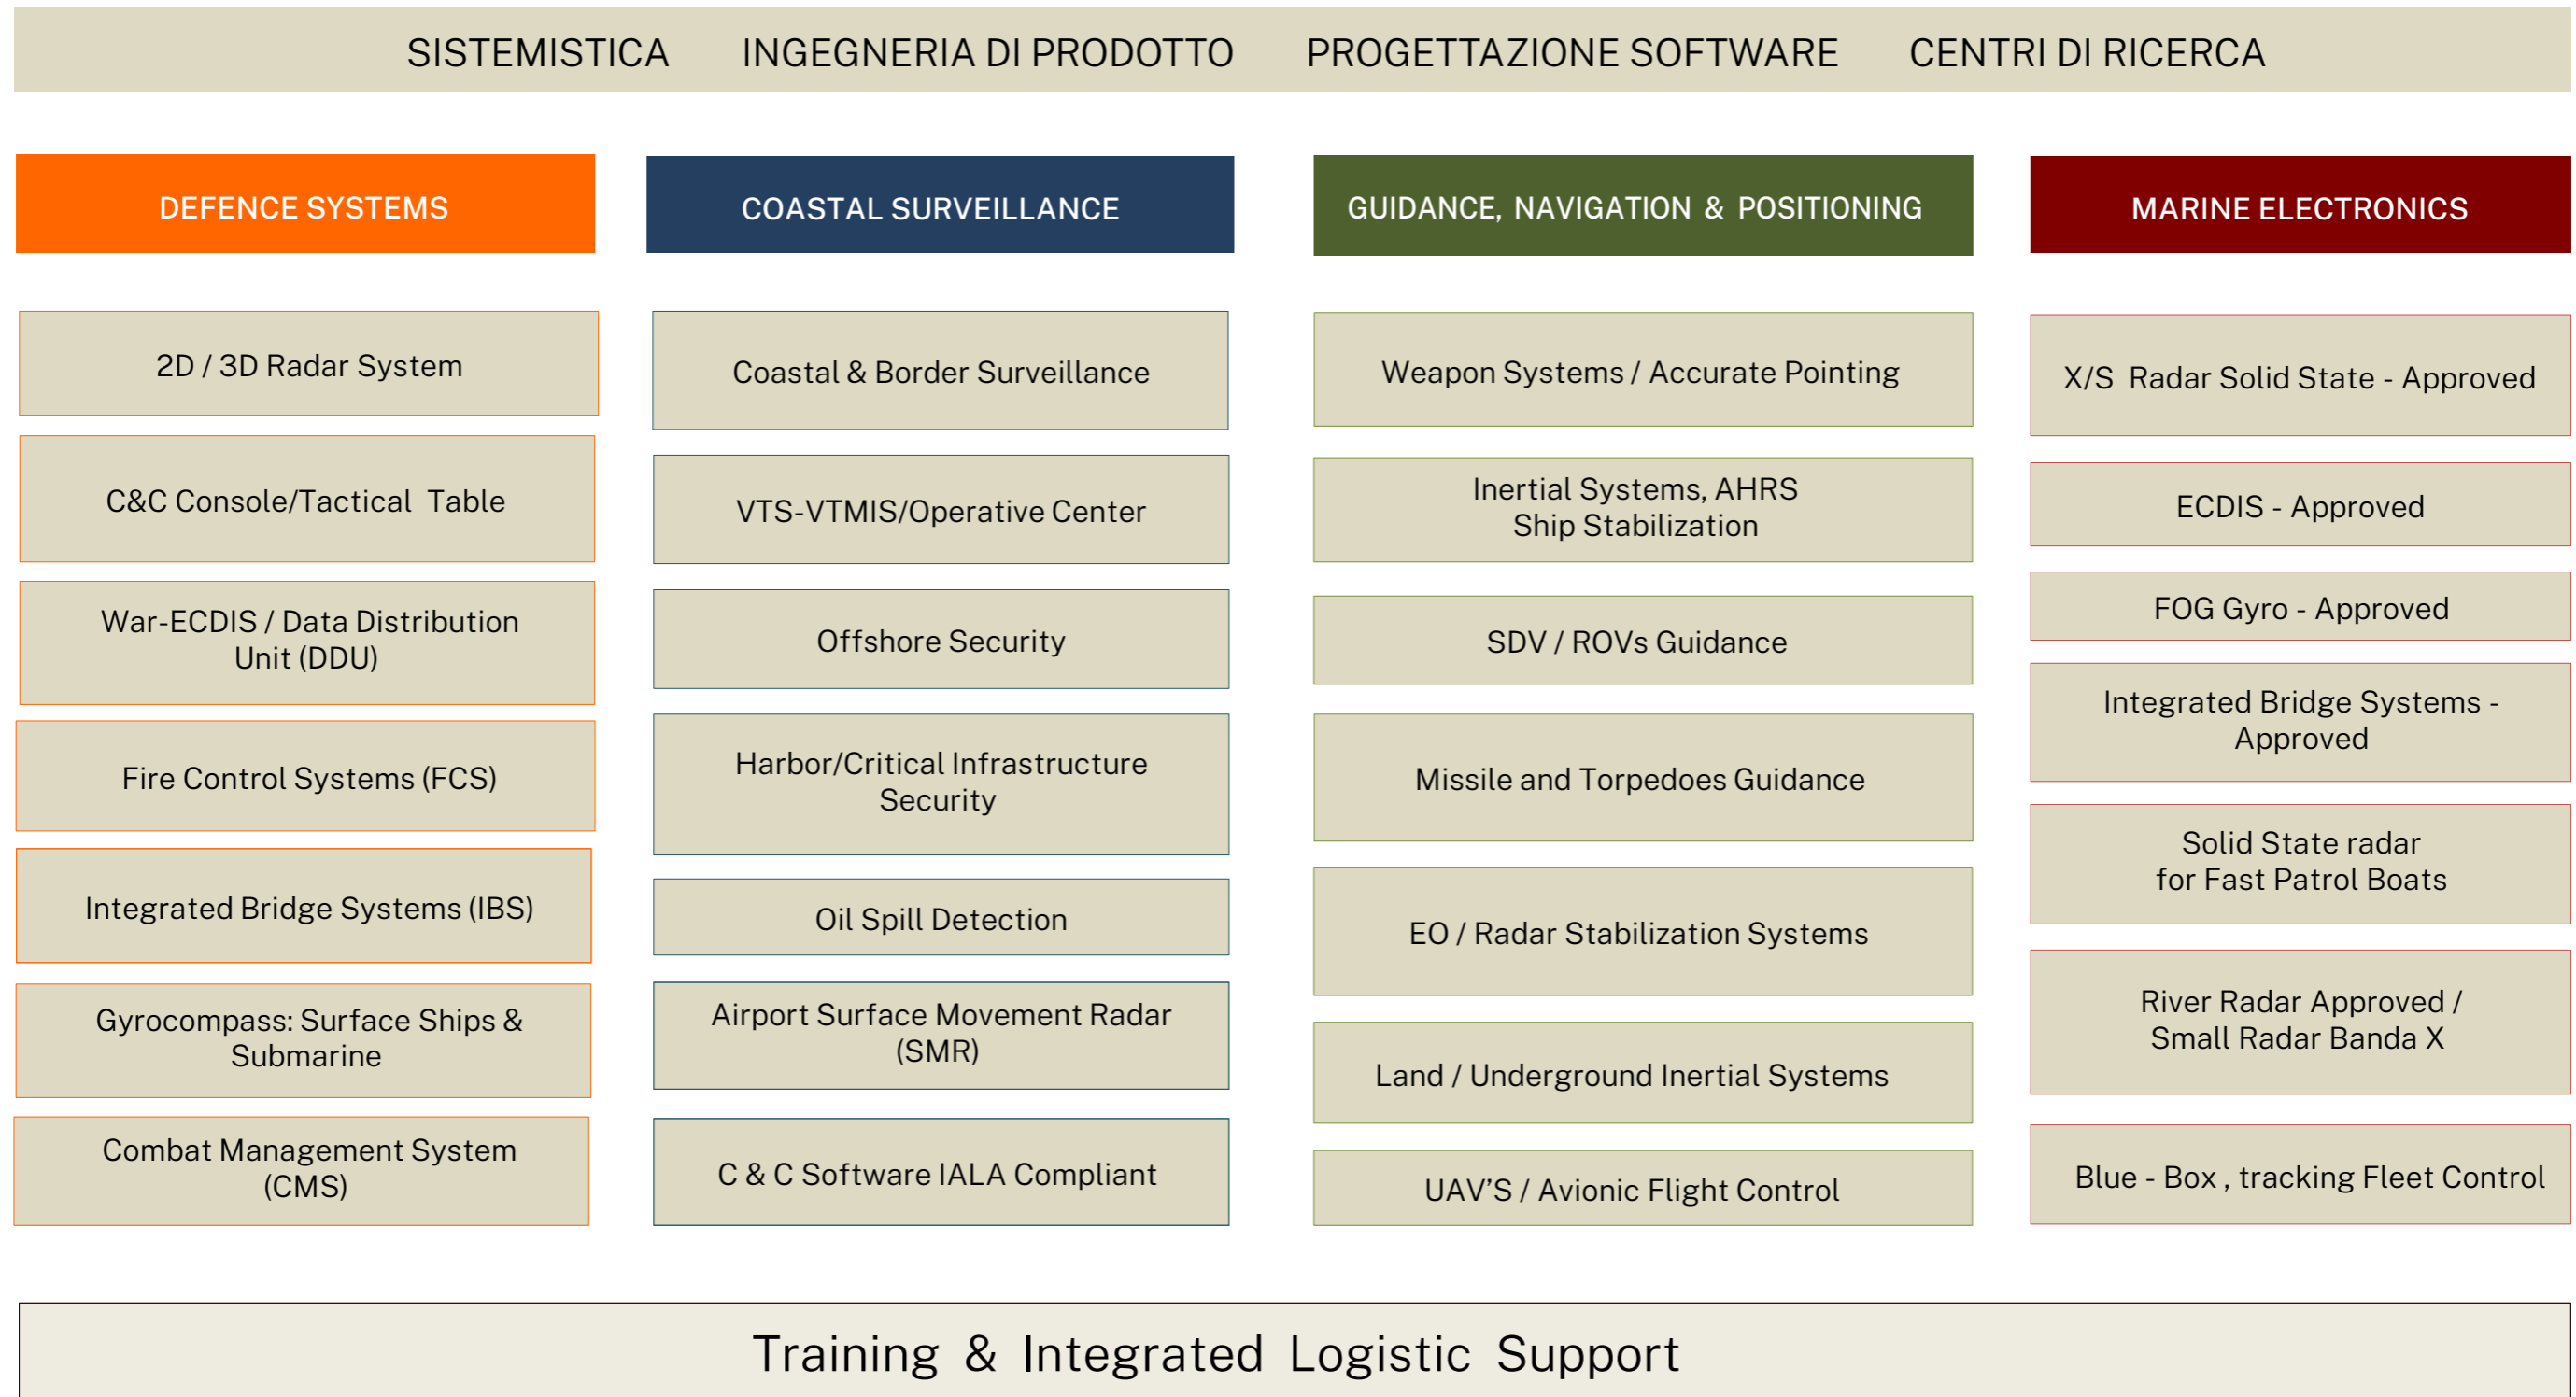 SISTEMISTICA INGEGNERIA DI PRODOTTO PROGETTAZIONE SOFTWARE CENTRI DI RICERCA
DEFENCE SYSTEMS
2D / 3D Radar System
C&C Console/Tactical Table
War-ECDIS / Data Distribution
Unit (DDU)
Fire Control Systems (FCS)
Integrated Bridge Systems (IBS)
Gyrocompass: Surface Ships &
Submarine
Combat Management System
(CMS)
COASTAL SURVEILLANCE
Coastal & Border Surveillance
VTS-VTMIS/Operative Center
Offshore Security
Harbor/Critical Infrastructure
Security
Oil Spill Detection
Airport Surface Movement Radar
(SMR)
C & C Software IALA Compliant
GUIDANCE, NAVIGATION & POSITIONING
Weapon Systems / Accurate Pointing
Inertial Systems, AHRS
Ship Stabilization
SDV / ROVs Guidance
Missile and Torpedoes Guidance
EO / Radar Stabilization Systems
Land / Underground Inertial Systems
UAV’S / Avionic Flight Control
MARINE ELECTRONICS
X/S Radar Solid State - Approved
ECDIS - Approved
FOG Gyro - Approved
Integrated Bridge Systems -
Approved
Solid State radar
for Fast Patrol Boats
River Radar Approved /
Small Radar Banda X
Blue - Box , tracking Fleet Control
Training & Integrated Logistic Support